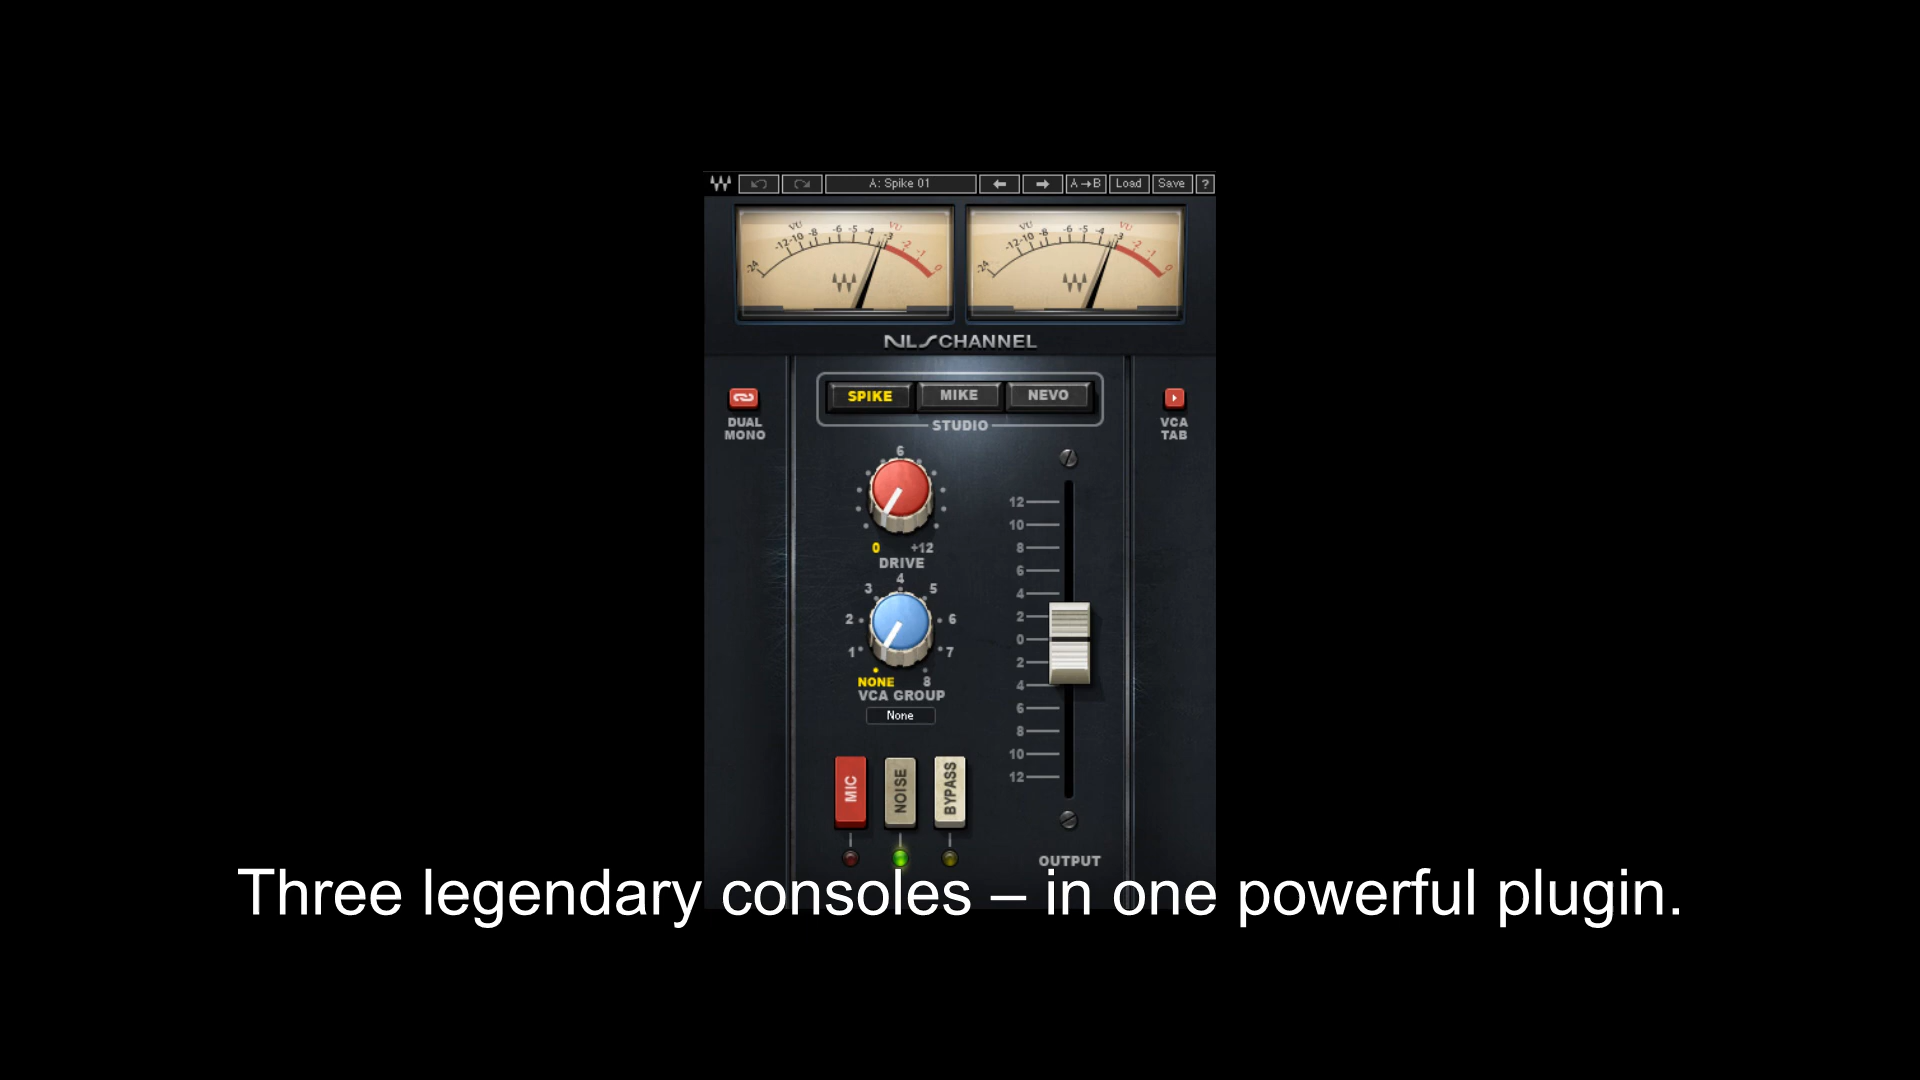 A: Spike 01
A→B
Load
Save
?
VU VU
-24 -12 -10 -8 -6 -5 -4 -3 -2 -1 0
VU VU
-24 -12 -10 -8 -6 -5 -4 -3 -2 -1 0
NLS CHANNEL
SPIKE MIKE NEVO
STUDIO
DUAL
MONO
VCA
TAB
6
0 +12
DRIVE
4
3 5
2 6
1 7
NONE 8
VCA GROUP
None
12
10
8
6
4
2
0
2
4
6
8
10
12
MIC NOISE BYPASS
OUTPUT
Three legendary consoles – in one powerful plugin.